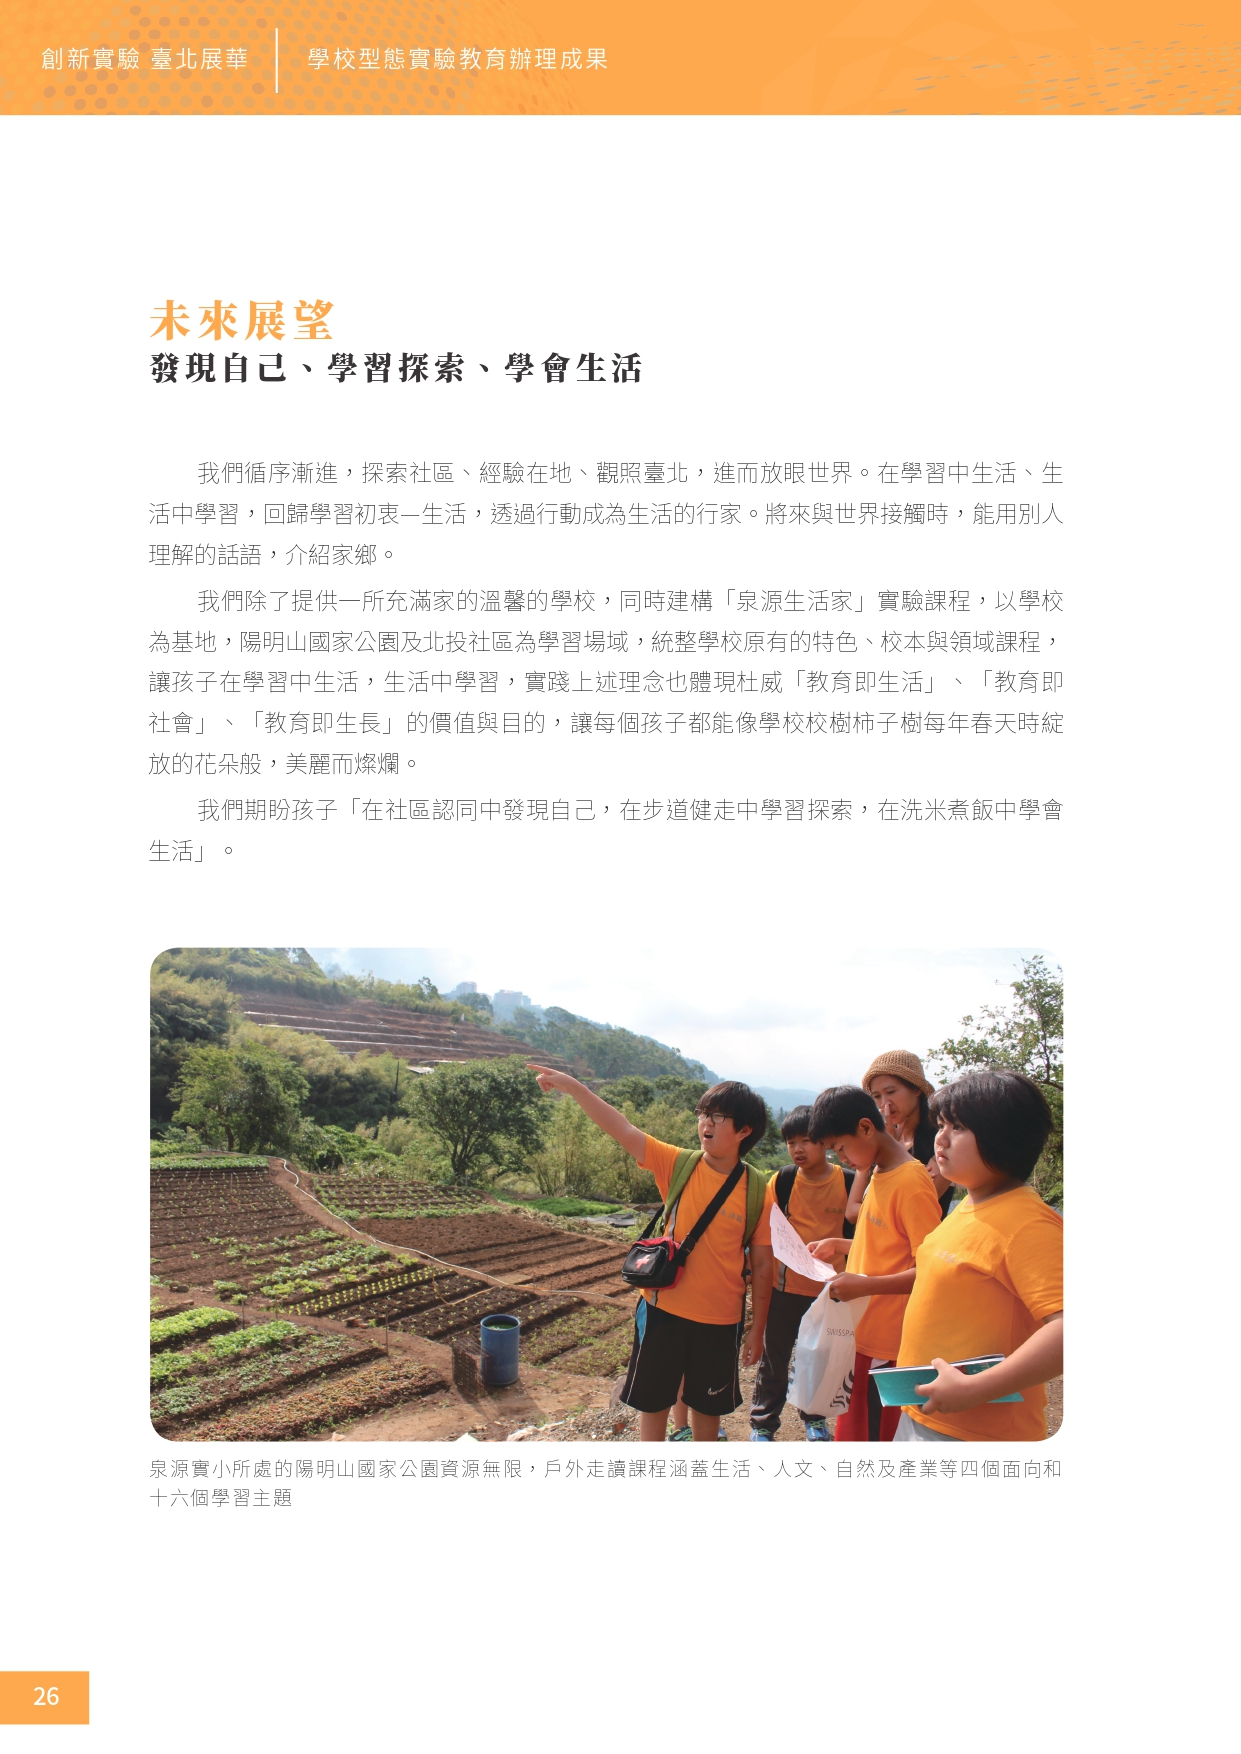 創新實驗 臺北展華
學校型態實驗教育辦理成果
未來展望
發現自己、學習探索、學會生活
我們循序漸進，探索社區、經驗在地、觀照臺北，進而放眼世界。在學習中生活、生
活中學習，回歸學習初衷—生活，透過行動成為生活的行家。將來與世界接觸時，能用別人
理解的話語，介紹家鄉。
我們除了提供一所充滿家的溫馨的學校，同時建構「泉源生活家」實驗課程，以學校
為基地，陽明山國家公園及北投社區為學習場域，統整學校原有的特色、校本與領域課程，
讓孩子在學習中生活，生活中學習，實踐上述理念也體現杜威「教育即生活」、「教育即
社會」、「教育即生長」的價值與目的，讓每個孩子都能像學校校樹柿子樹每年春天時綻
放的花朵般，美麗而燦爛。
我們期盼孩子「在社區認同中發現自己，在步道健走中學習探索，在洗米煮飯中學會
生活」。
SWISSPA
泉源實小所處的陽明山國家公園資源無限，戶外走讀課程涵蓋生活、人文、自然及產業等四個面向和
十六個學習主題
26